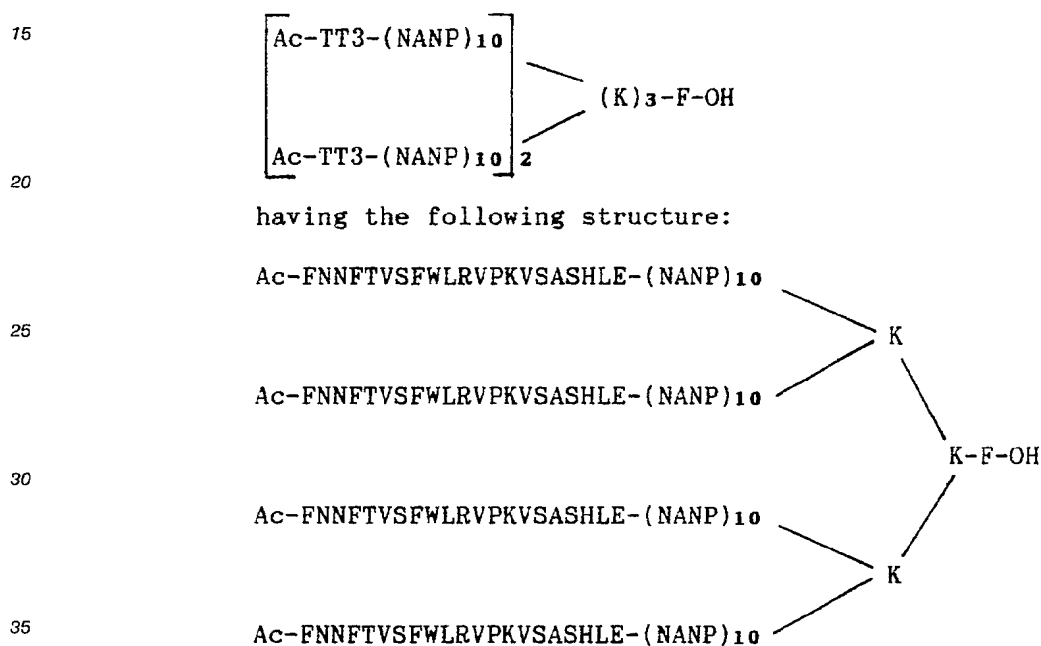 15 Ac-TT3-(NANP)10
(K)3-F-OH
Ac-TT3-(NANP)10 2
20
having the following structure:
Ac-FNNFTVSFWLRVPKVSASHLE-(NANP)10
25 K
Ac-FNNFTVSFWLRVPKVSASHLE-(NANP)10
K-F-OH
30
Ac-FNNFTVSFWLRVPKVSASHLE-(NANP)10
K
35 Ac-FNNFTVSFWLRVPKVSASHLE-(NANP)10